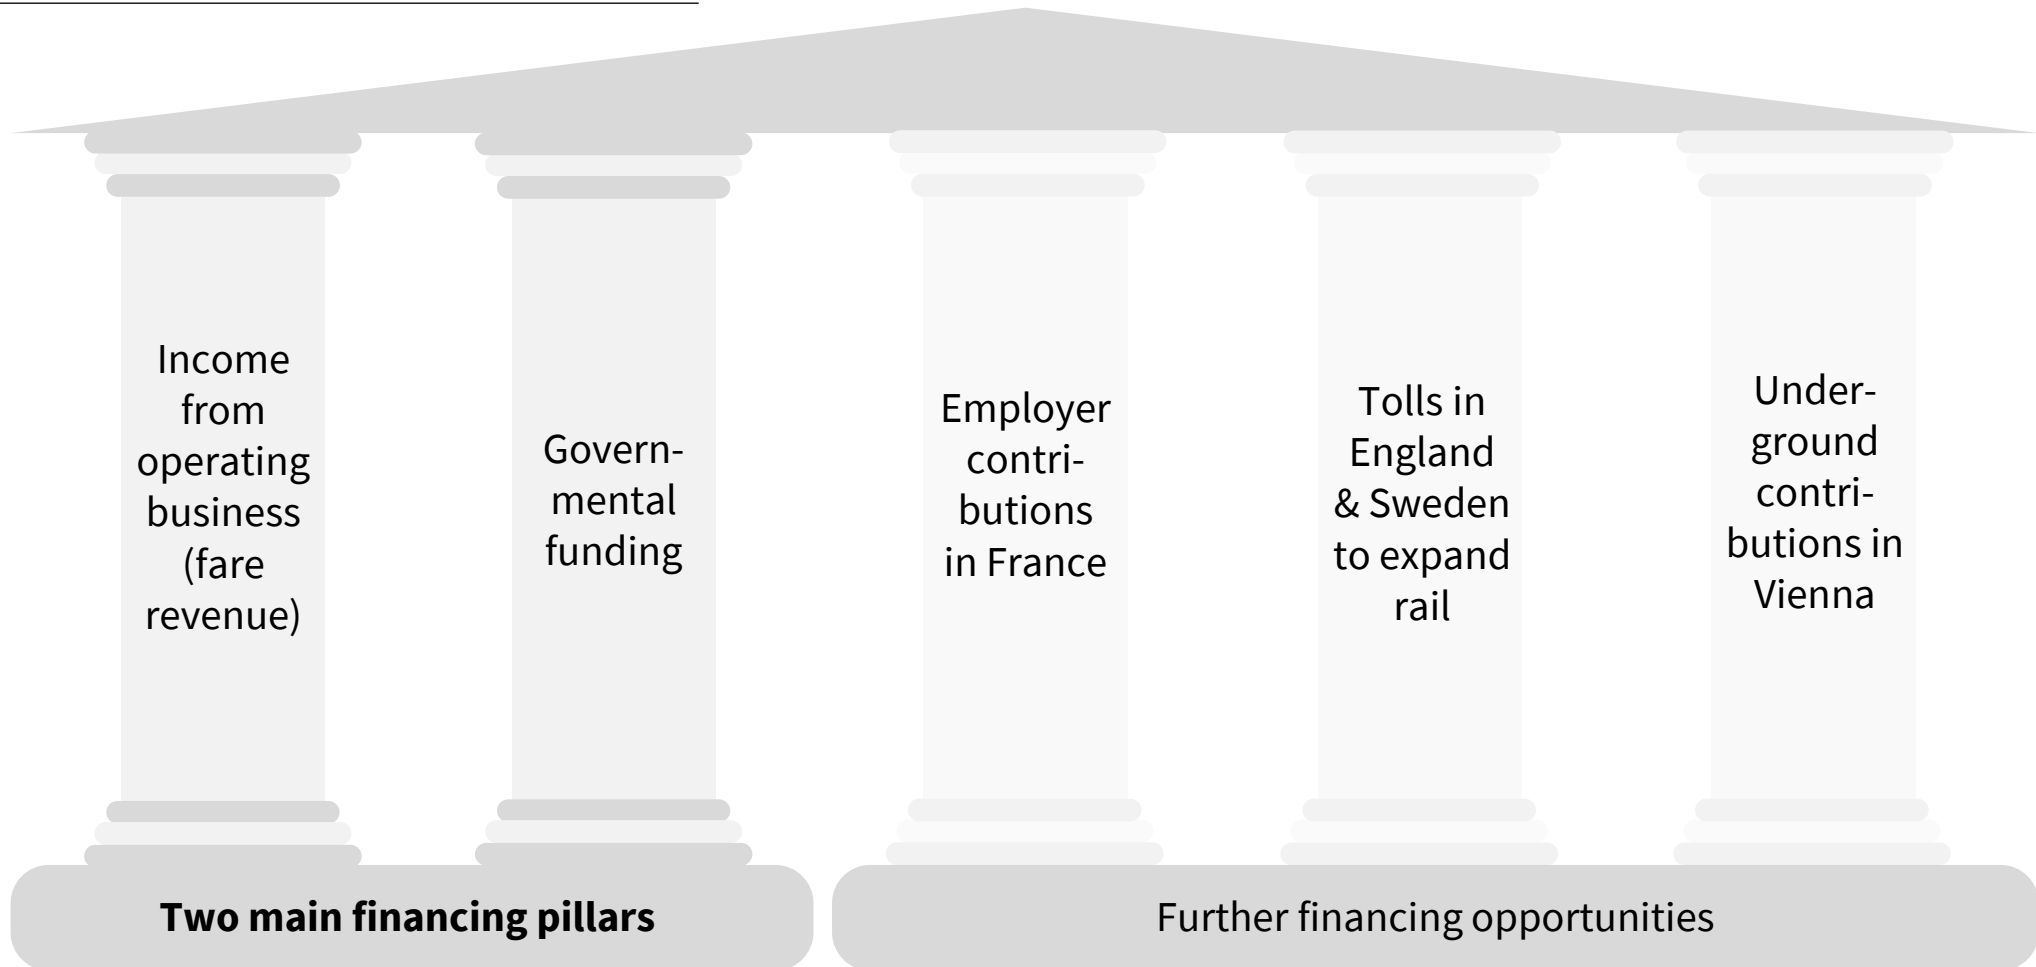 Income
from
operating
business
(fare
revenue)
Govern-
mental
funding
Employer
contri-
butions
in France
Tolls in
England
& Sweden
to expand
rail
Under-
ground
contri-
butions in
Vienna
Two main financing pillars
Further financing opportunities